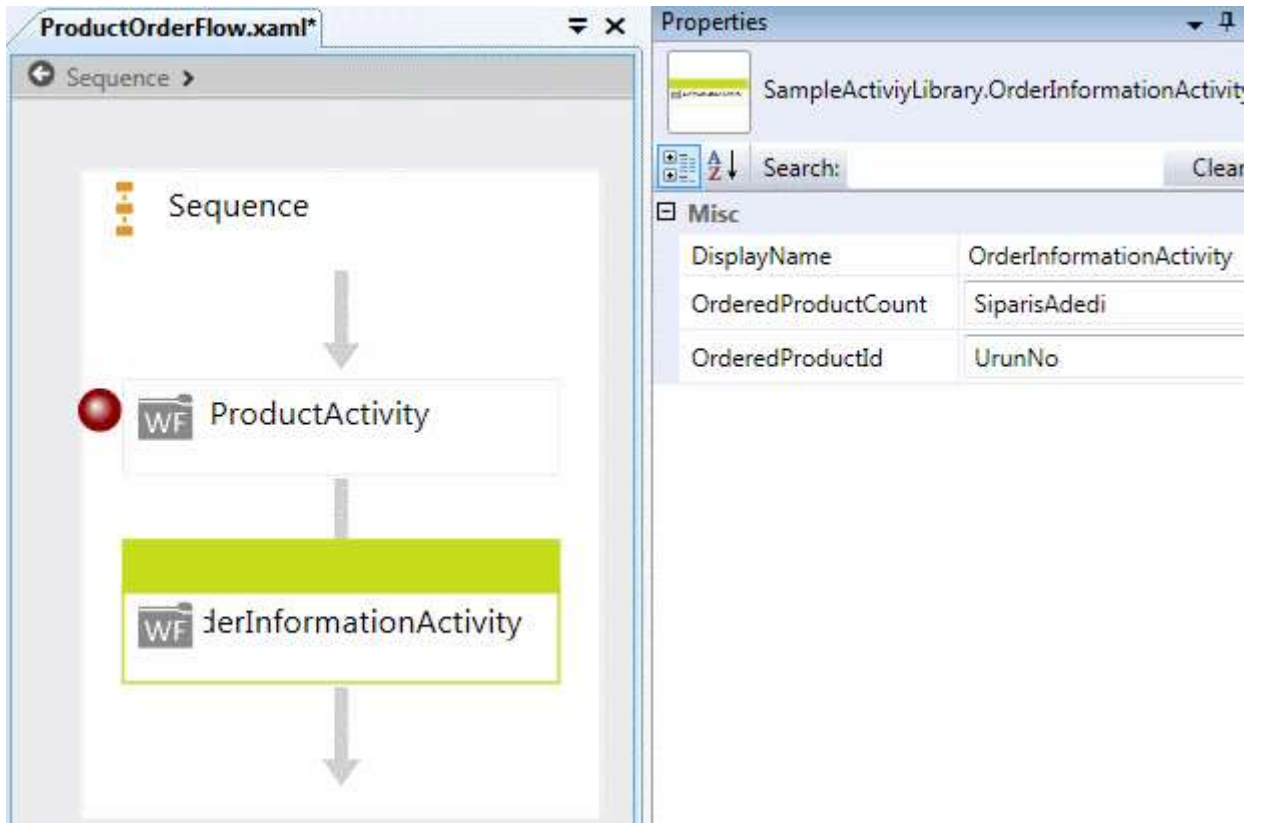 ProductOrderFlow.xaml*
Sequence
Sequence
ProductActivity
WF
derInformationActivity
WF
Properties
SampleActiviyLibrary.OrderInformationActivity
Search:
Clear
Misc
DisplayName OrderInformationActivity
OrderedProductCount SiparisAdedi
OrderedProductId UrunNo